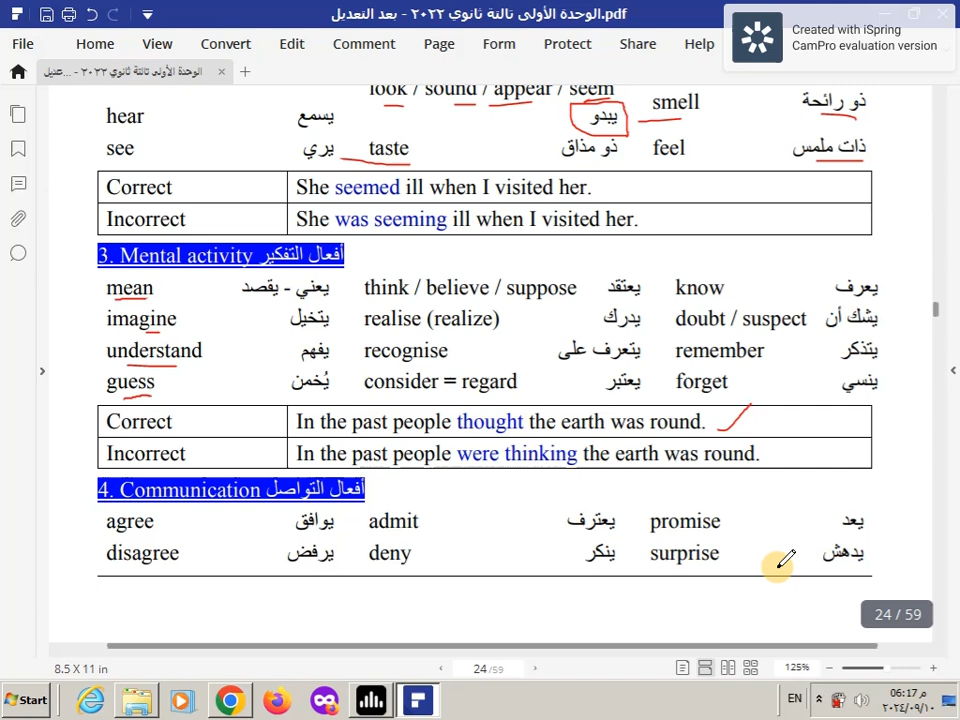 الوحدة الأولى ثالثة ثانوي ٢٠٢٢ - بعد التعديل.pdf
Created with iSpring
CamPro evaluation version
File Home View Convert Edit Comment Page Form Protect Share Help
look / sound / appear / seem
hear يسمع يبدو smell ذو رائحة
see يري taste ذو مذاق feel ذات ملمس
Correct She seemed ill when I visited her.
Incorrect She was seeming ill when I visited her.
3. Mental activity أفعال التفكير
mean يعني - يقصد think / believe / suppose يعتقد know يعرف
imagine يتخيل realise (realize) يدرك doubt / suspect يشك أن
understand يفهم recognise يتعرف على remember يتذكر
guess يُخمن consider = regard يعتبر forget ينسي
Correct In the past people thought the earth was round.
Incorrect In the past people were thinking the earth was round.
4. Communication أفعال التواصل
agree يوافق admit يعترف promise يعد
disagree يرفض deny ينكر surprise يدهش
24 / 59
8.5 X 11 in 24 /59 125%
Start EN م 06:17
٢٠٢٤/٠٩/١٠